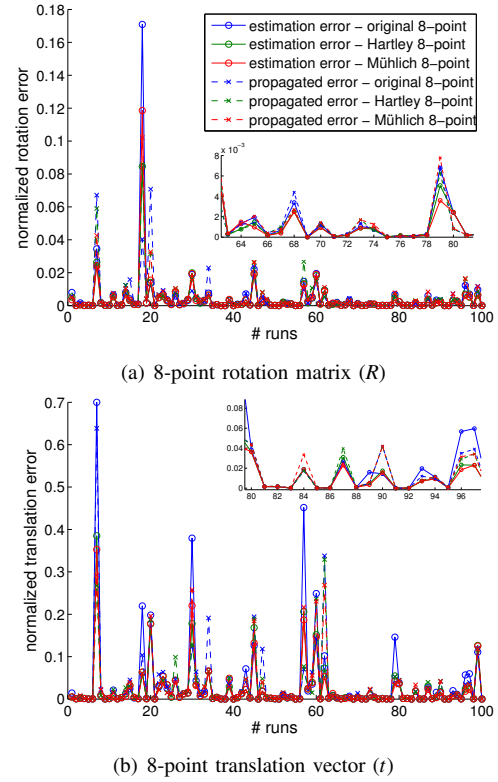 0.18
0.16
0.14
0.12
0.1
0.08
0.06
0.04
0.02
0
normalized rotation error
estimation error – original 8–point
estimation error – Hartley 8–point
estimation error – Mühlich 8–point
propagated error – original 8–point
propagated error – Hartley 8–point
propagated error – Mühlich 8–point
8 x 10⁻³
6
4
2
0
64 66 68 70 72 74 76 78 80
0 20 40 60 80 100
# runs
(a) 8-point rotation matrix (R)
0.7
0.6
0.5
0.4
0.3
0.2
0.1
0
normalized translation error
0.08
0.06
0.04
0.02
0
80 82 84 86 88 90 92 94 96
0 20 40 60 80 100
# runs
(b) 8-point translation vector (t)